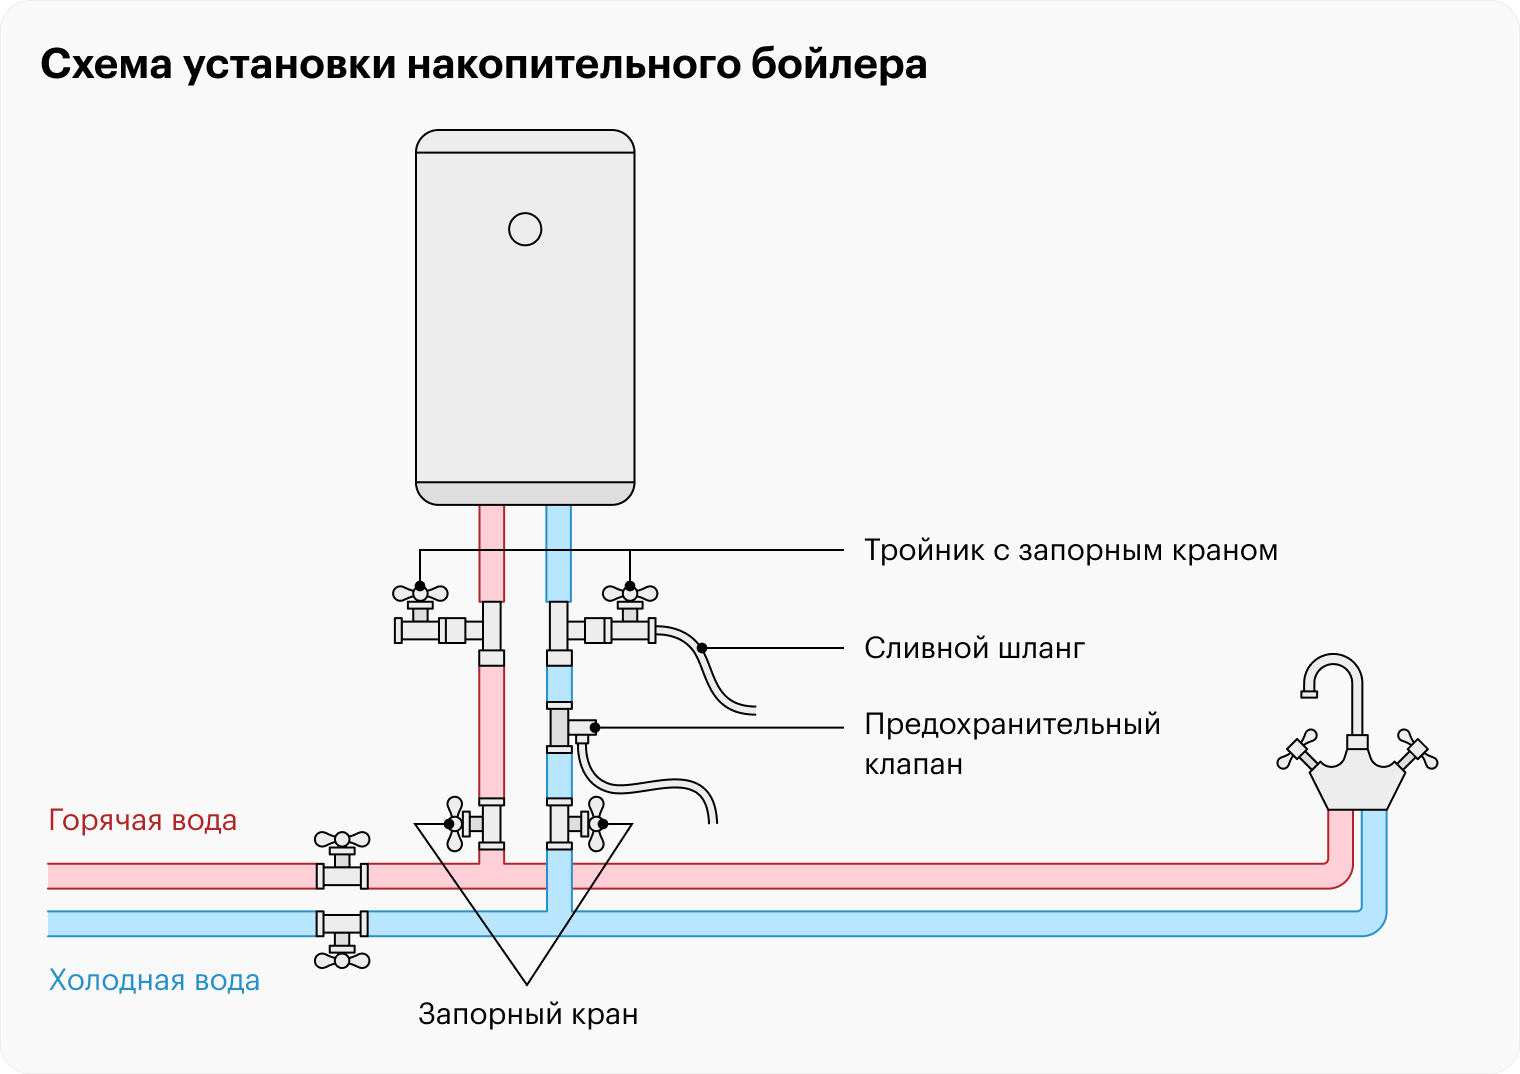 Схема установки накопительного бойлера
Тройник с запорным краном
Сливной шланг
Предохранительный
клапан
Горячая вода
Холодная вода
Запорный кран